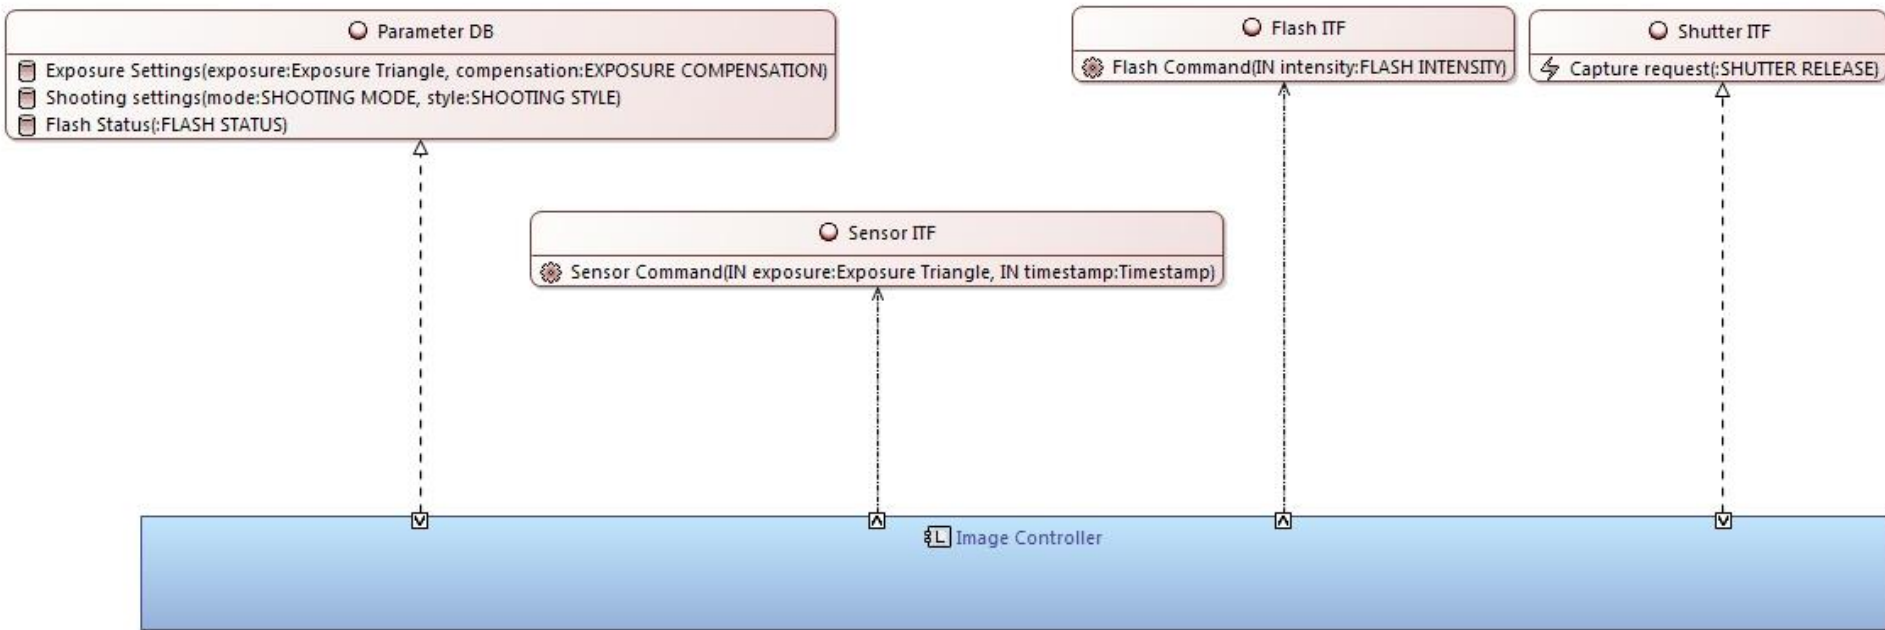 Parameter DB
Exposure Settings(exposure:Exposure Triangle, compensation:EXPOSURE COMPENSATION)
Shooting settings(mode:SHOOTING MODE, style:SHOOTING STYLE)
Flash Status(:FLASH STATUS)
Flash ITF
Flash Command(IN intensity:FLASH INTENSITY)
Shutter ITF
Capture request(:SHUTTER RELEASE)
Sensor ITF
Sensor Command(IN exposure:Exposure Triangle, IN timestamp:Timestamp)
L Image Controller